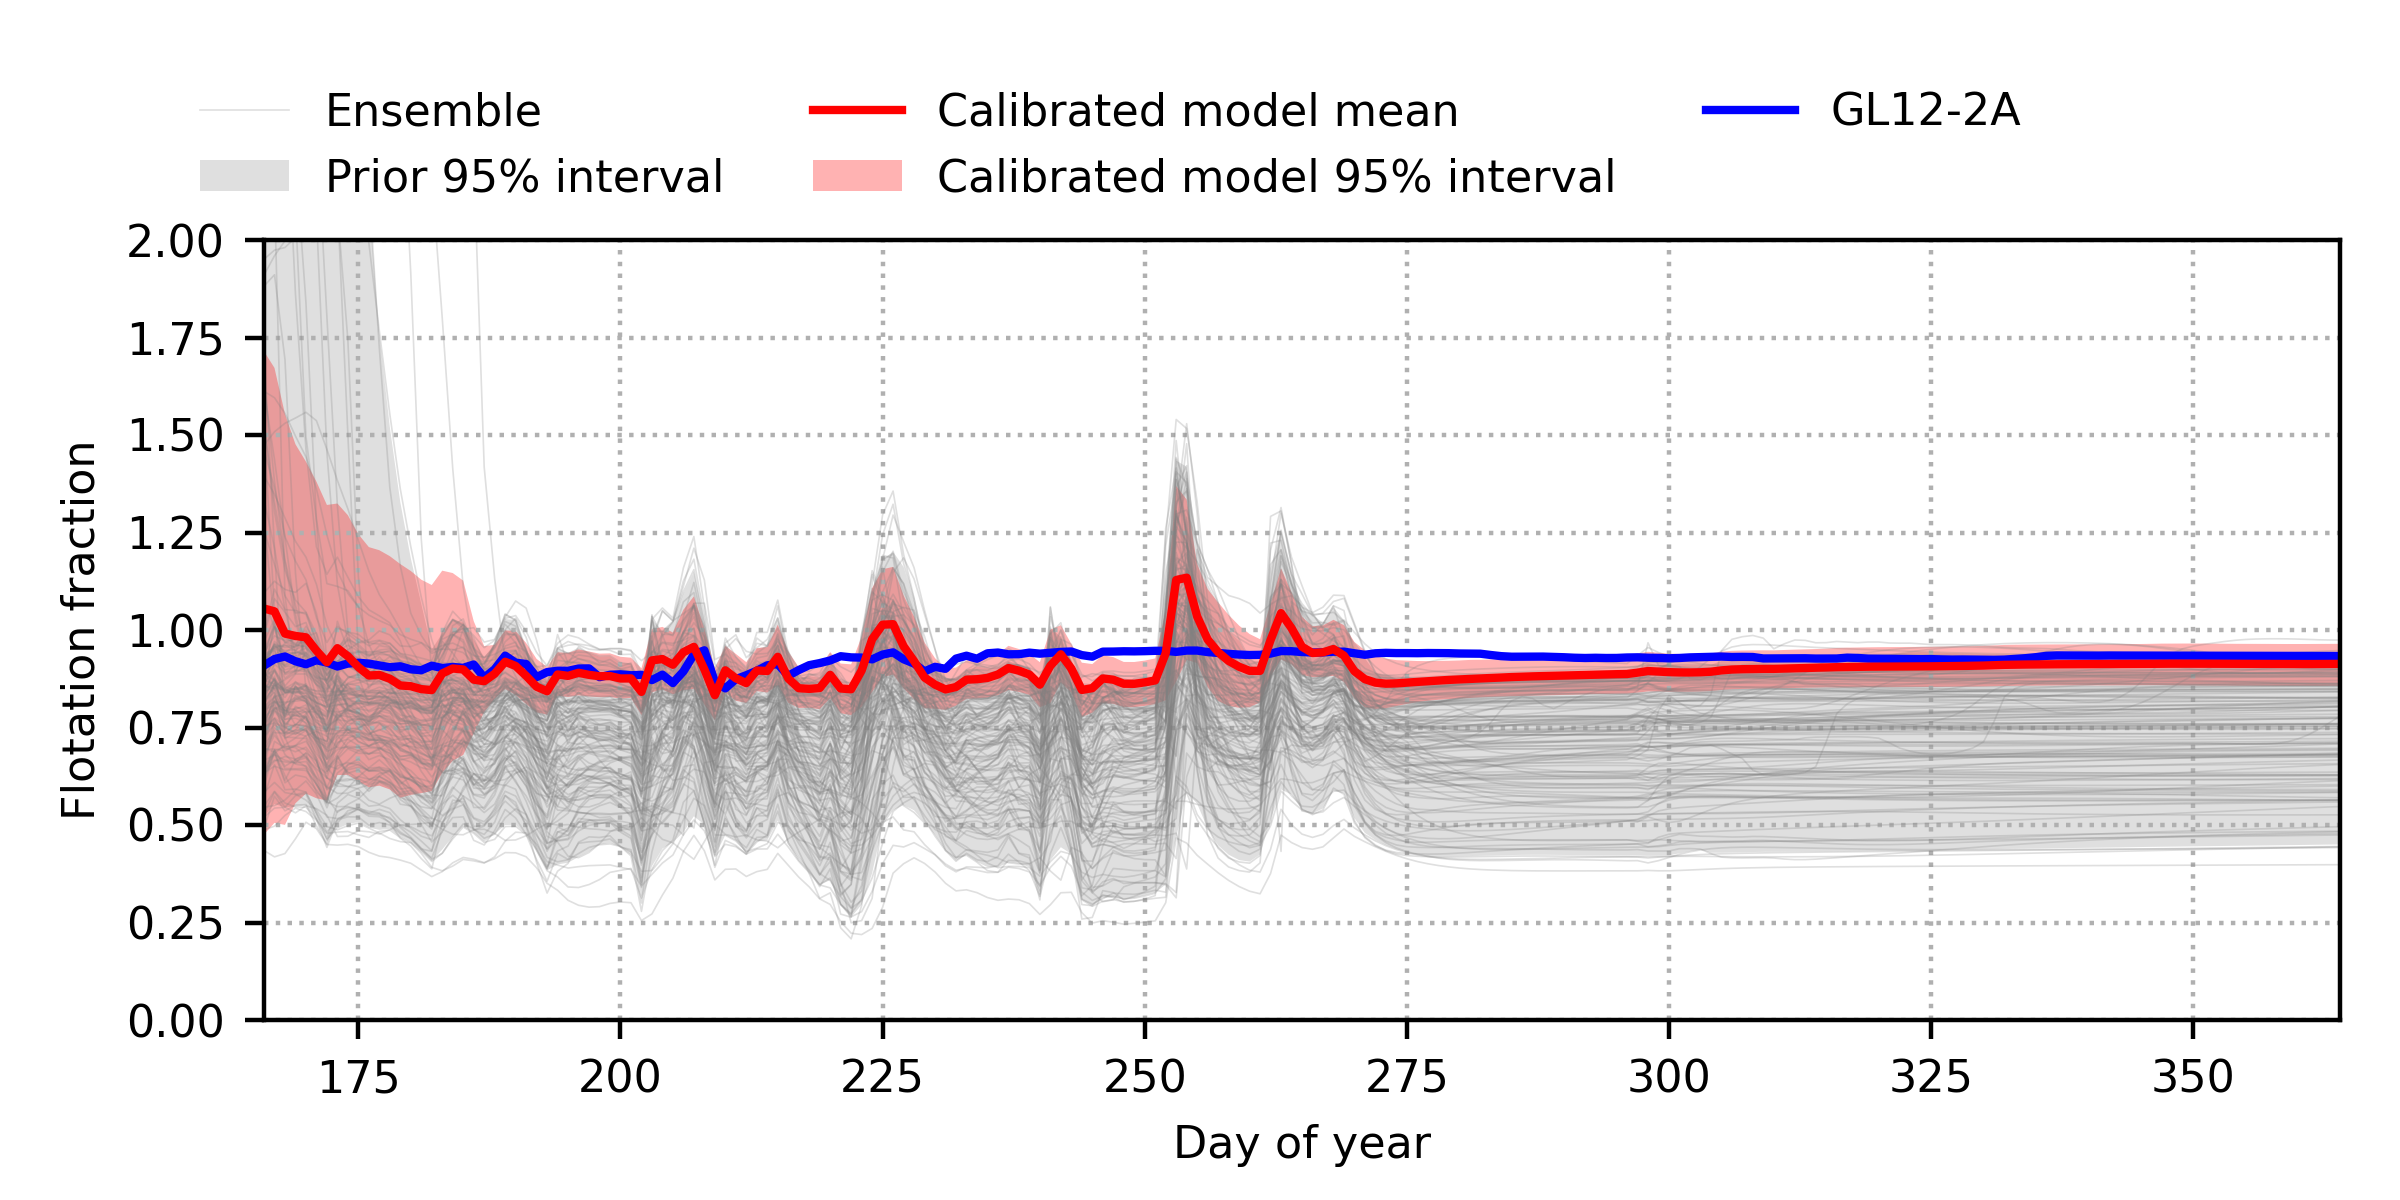 Ensemble
Calibrated model mean
GL12-2A
Prior 95% interval
Calibrated model 95% interval
2.00
1.75
1.50
1.25
1.00
0.75
0.50
0.25
0.00
Flotation fraction
175
200
225
250
275
300
325
350
Day of year